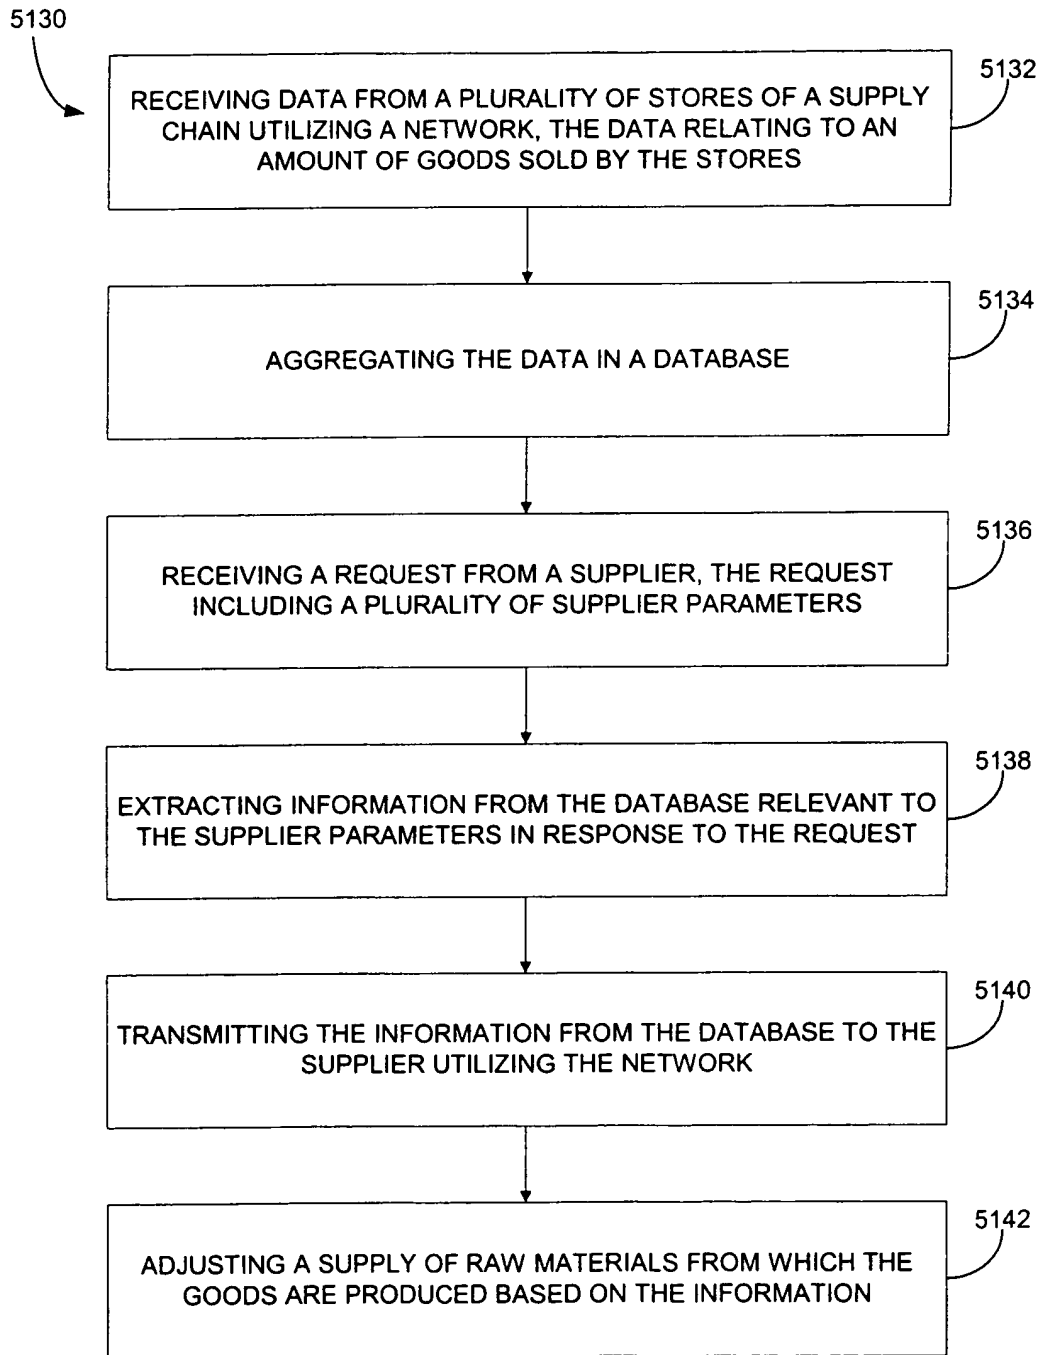 5130
5132
RECEIVING DATA FROM A PLURALITY OF STORES OF A SUPPLY
CHAIN UTILIZING A NETWORK, THE DATA RELATING TO AN
AMOUNT OF GOODS SOLD BY THE STORES
5134
AGGREGATING THE DATA IN A DATABASE
5136
RECEIVING A REQUEST FROM A SUPPLIER, THE REQUEST
INCLUDING A PLURALITY OF SUPPLIER PARAMETERS
5138
EXTRACTING INFORMATION FROM THE DATABASE RELEVANT TO
THE SUPPLIER PARAMETERS IN RESPONSE TO THE REQUEST
5140
TRANSMITTING THE INFORMATION FROM THE DATABASE TO THE
SUPPLIER UTILIZING THE NETWORK
5142
ADJUSTING A SUPPLY OF RAW MATERIALS FROM WHICH THE
GOODS ARE PRODUCED BASED ON THE INFORMATION